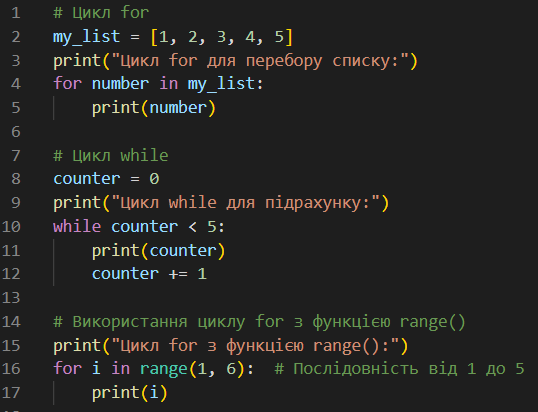 1 # Цикл for
2 my_list = [1, 2, 3, 4, 5]
3 print("Цикл for для перебору списку:")
4 for number in my_list:
5     print(number)
6
7 # Цикл while
8 counter = 0
9 print("Цикл while для підрахунку:")
10 while counter < 5:
11     print(counter)
12     counter += 1
13
14 # Використання циклу for з функцією range()
15 print("Цикл for з функцією range():")
16 for i in range(1, 6):  # Послідовність від 1 до 5
17     print(i)